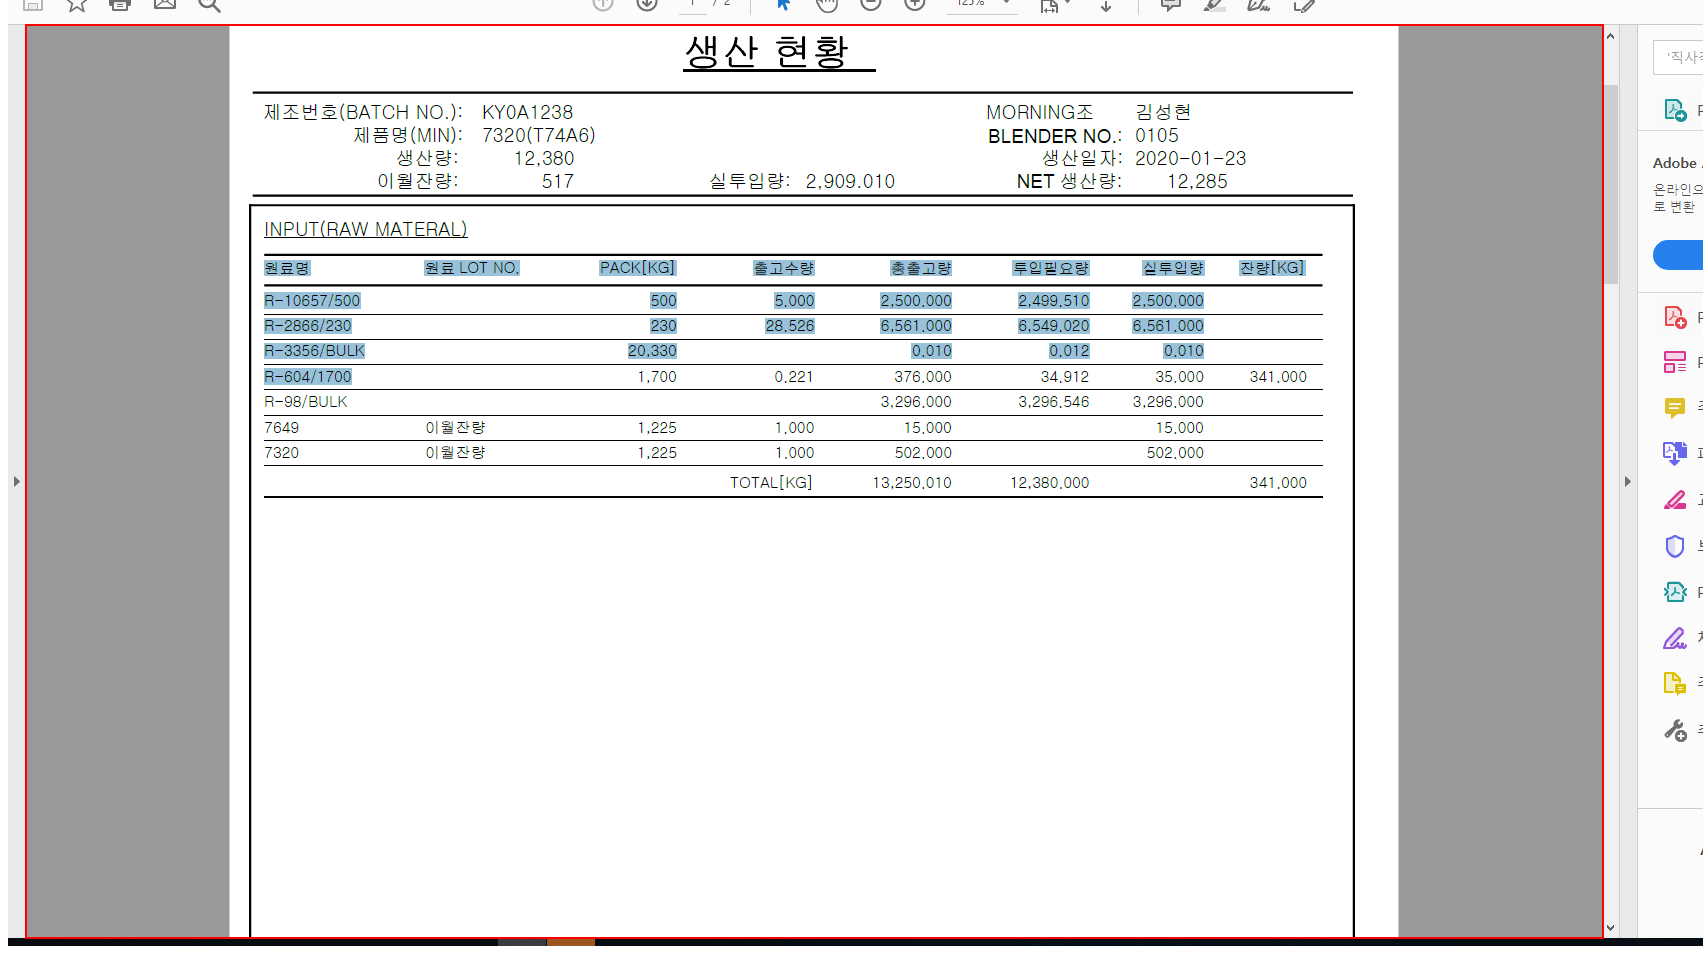 1 / 2
생산 현황
제조번호(BATCH NO.): KY0A1238 MORNING조 김성현
제품명(MIN): 7320(T74A6) BLENDER NO.: 0105
생산량: 12,380 생산일자: 2020-01-23
이월잔량: 517 실투입량: 2,909.010 NET 생산량: 12,285
INPUT(RAW MATERAL)
원료명 원료 LOT NO. PACK[KG] 출고수량 총출고량 투입필요량 실투입량 잔량[KG]
R-10657/500 500 5.000 2,500.000 2,499.510 2,500.000
R-2866/230 230 28.526 6,561.000 6,549.020 6,561.000
R-3356/BULK 20,330 0.010 0.012 0.010
R-604/1700 1,700 0.221 376.000 34.912 35.000 341.000
R-98/BULK 3,296.000 3,296.546 3,296.000
7649 이월잔량 1,225 1.000 15.000 15.000
7320 이월잔량 1,225 1.000 502.000 502.000
TOTAL[KG] 13,250.010 12,380.000 341.000
Adobe
온라인으
로 변환